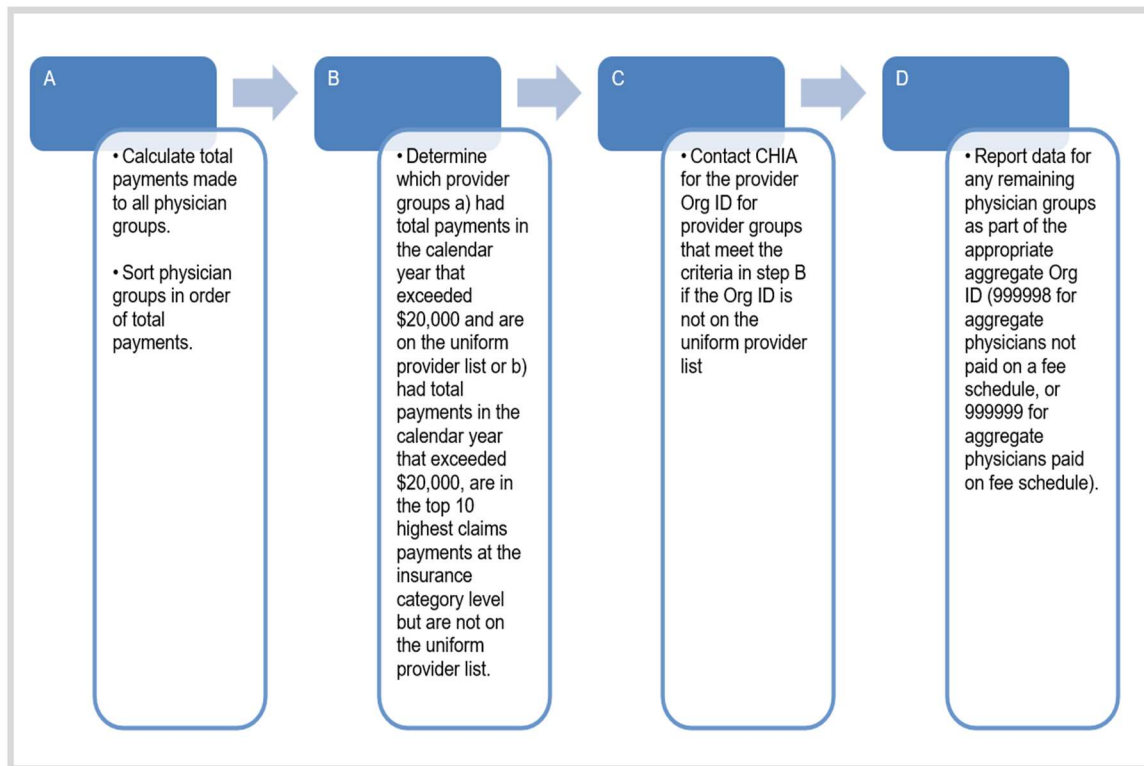 A
• Calculate total
payments made
to all physician
groups.
• Sort physician
groups in order
of total
payments.
B
• Determine
which provider
groups a) had
total payments in
the calendar
year that
exceeded
$20,000 and are
on the uniform
provider list or b)
had total
payments in the
calendar year
that exceeded
$20,000, are in
the top 10
highest claims
payments at the
insurance
category level
but are not on
the uniform
provider list.
C
• Contact CHIA
for the provider
Org ID for
provider groups
that meet the
criteria in step B
if the Org ID is
not on the
uniform provider
list
D
• Report data for
any remaining
physician groups
as part of the
appropriate
aggregate Org
ID (999998 for
aggregate
physicians not
paid on a fee
schedule, or
999999 for
aggregate
physicians paid
on fee schedule).